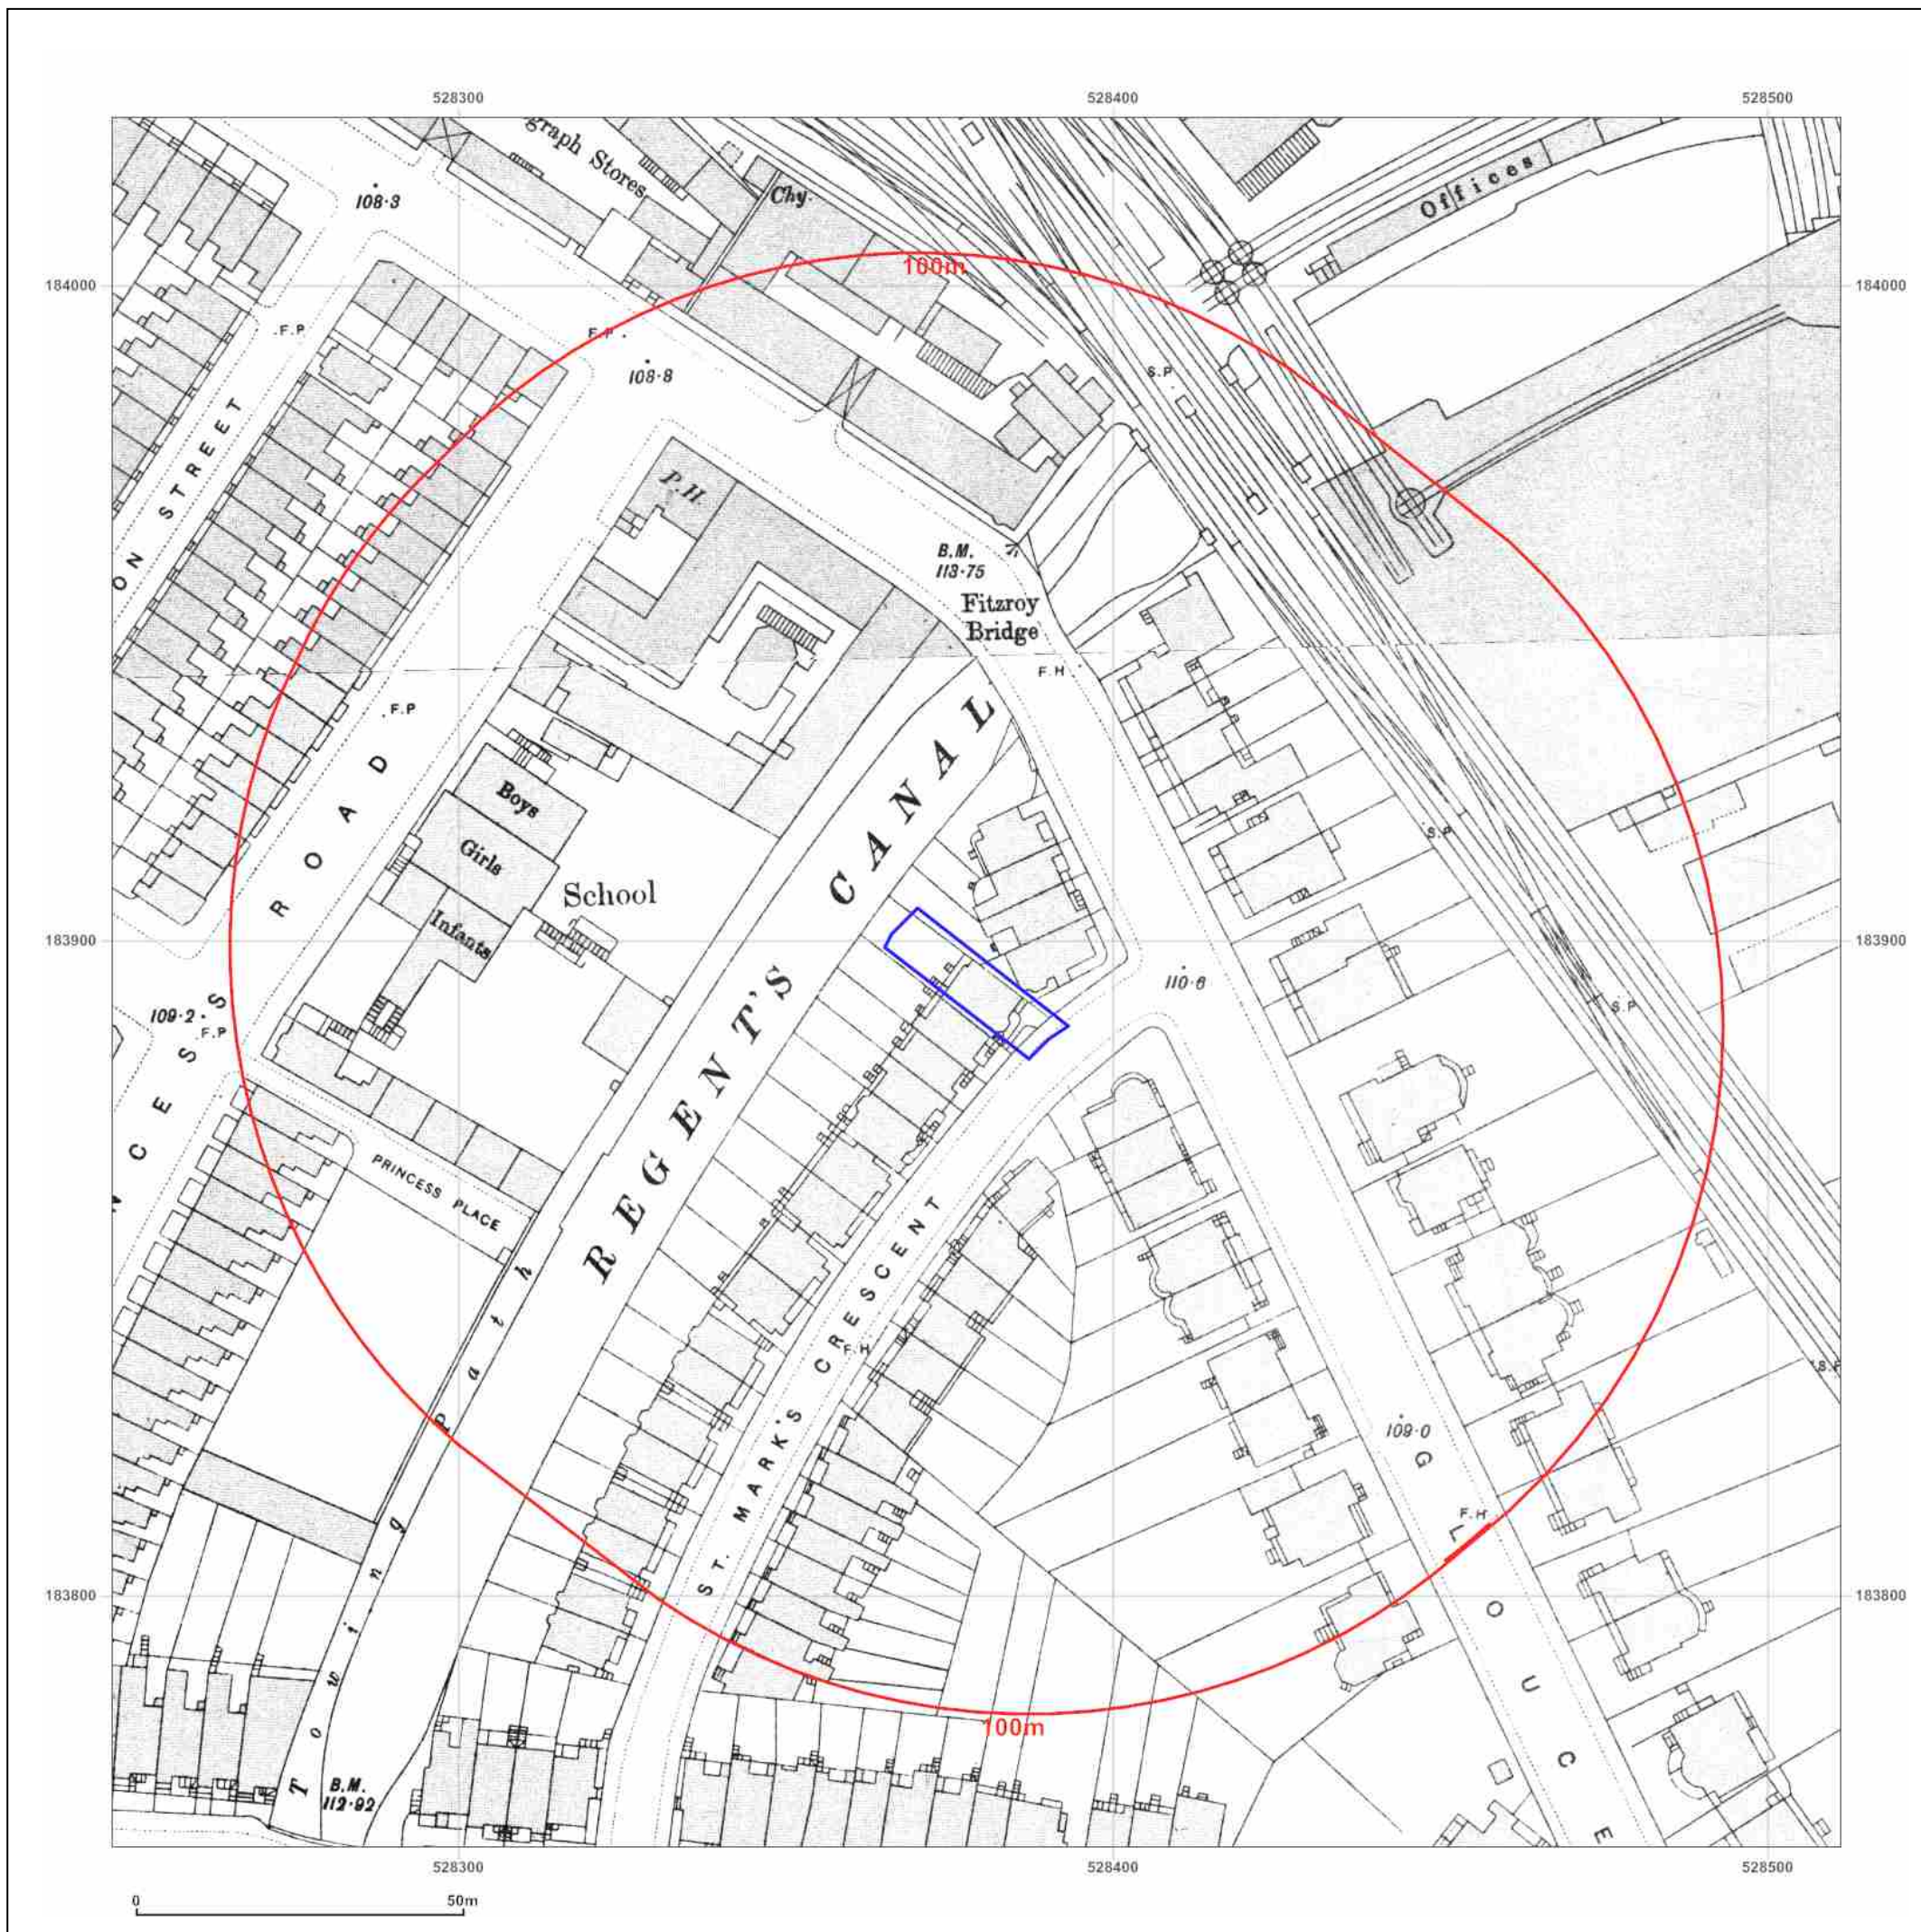 528300
528400
528500
graph Stores
Chy.
Offices
108·3
184000
100m
184000
F.P
F.P
108·8
S.P
ON STREET
P.H.
B.M.
113·75
Fitzroy
Bridge
F.H
F.P
ROAD
REGENT'S CANAL
Boys
Girls
Infants
School
S.P
183900
183900
110·6
109·2
F.P
S.P
NCESS
PRINCESS PLACE
ST. MARK'S CRESCENT
F.H
S.P
109·0
F.H
GLOUCE
183800
183800
Towing Path
100m
B.M.
112·92
528300
528400
528500
0
50m